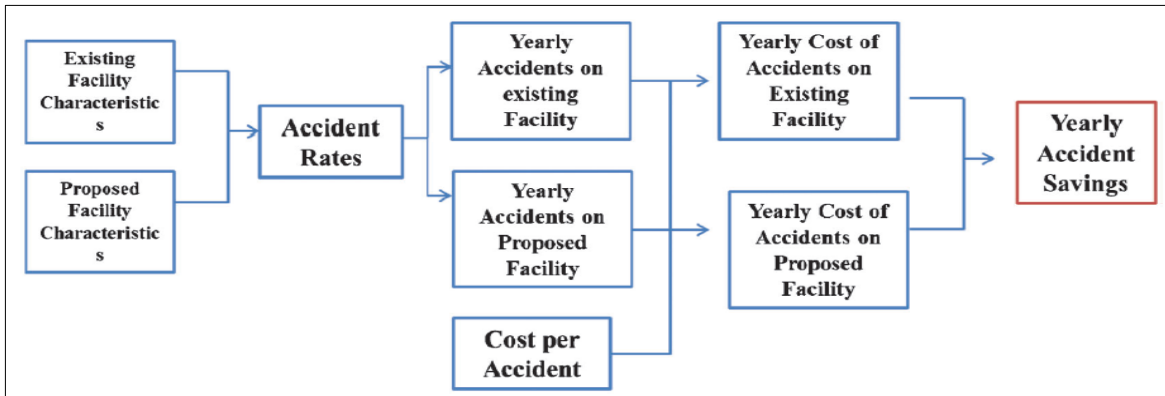 Existing
Facility
Characteristic
s
Proposed
Facility
Characteristic
s
Accident
Rates
Yearly
Accidents on
existing
Facility
Yearly
Accidents on
Proposed
Facility
Cost per
Accident
Yearly Cost of
Accidents on
Existing
Facility
Yearly Cost of
Accidents on
Proposed
Facility
Yearly
Accident
Savings